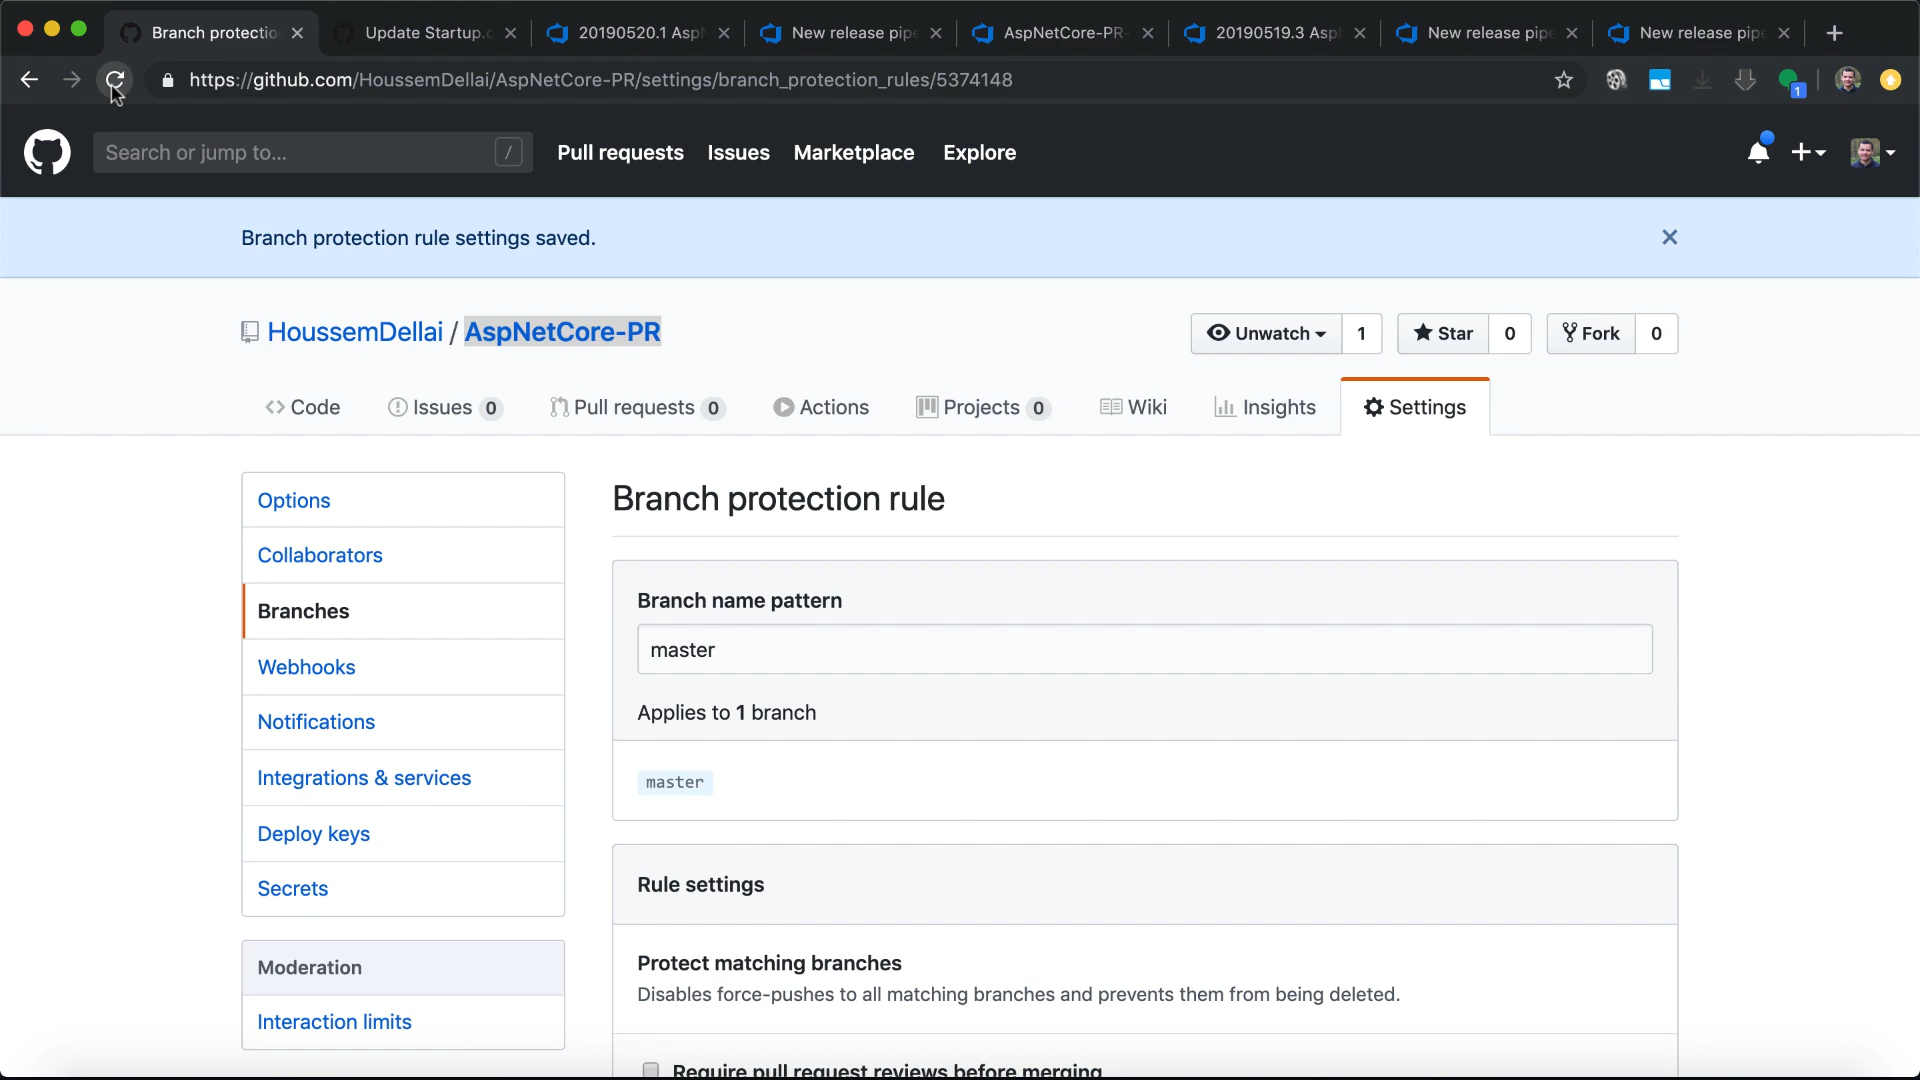 Branch protectio
Update Startup.c
20190520.1 Asp
New release pip
AspNetCore-PR-
20190519.3 Asp
New release pip
New release pip
https://github.com/HoussemDellai/AspNetCore-PR/settings/branch_protection_rules/5374148
1
Search or jump to...
/
Pull requests
Issues
Marketplace
Explore
Branch protection rule settings saved.
HoussemDellai / AspNetCore-PR
Unwatch 1
Star 0
Fork 0
Code
Issues 0
Pull requests 0
Actions
Projects 0
Wiki
Insights
Settings
Options
Collaborators
Branches
Webhooks
Notifications
Integrations & services
Deploy keys
Secrets
Moderation
Interaction limits
Branch protection rule
Branch name pattern
master
Applies to 1 branch
master
Rule settings
Protect matching branches
Disables force-pushes to all matching branches and prevents them from being deleted.
Require pull request reviews before merging